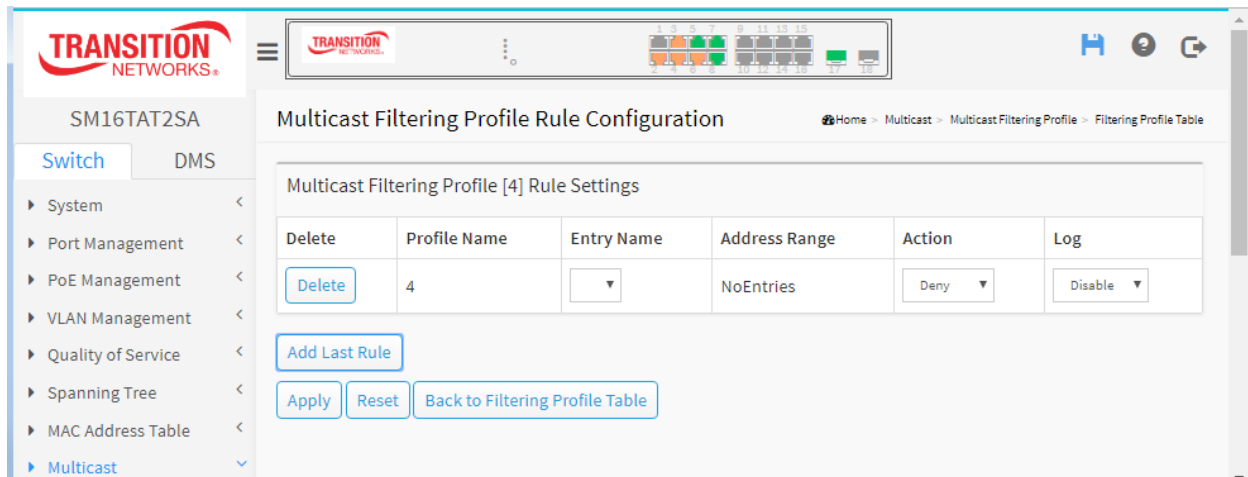 TRANSITION
NETWORKS®
TRANSITION
NETWORKS
1 3 5 7 9 11 13 15
2 4 6 8 10 12 14 16 17 18
SM16TAT2SA
Switch
DMS
System
Port Management
PoE Management
VLAN Management
Quality of Service
Spanning Tree
MAC Address Table
Multicast
Multicast Filtering Profile Rule Configuration
Home > Multicast > Multicast Filtering Profile > Filtering Profile Table
Multicast Filtering Profile [4] Rule Settings
Delete Profile Name Entry Name Address Range Action Log
Delete 4 NoEntries Deny Disable
Add Last Rule
Apply Reset Back to Filtering Profile Table